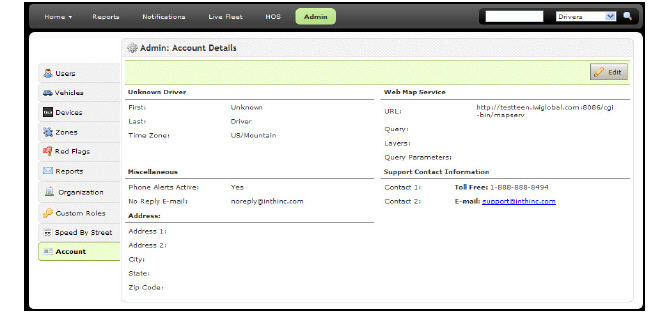 Home ▾ Reports Notifications Live Fleet HOS Admin Drivers
Admin: Account Details
Edit
Users
Vehicles
Devices
Zones
Red Flags
Reports
Organization
Custom Roles
Speed By Street
Account
Unknown Driver
First: Unknown
Last: Driver
Time Zone: US/Mountain
Web Map Service
URL: http://testteen.iwiglobal.com:8086/cgi
-bin/mapserv
Query:
Layers:
Query Parameters:
Miscellaneous
Phone Alerts Active: Yes
No Reply E-mail: noreply@inthinc.com
Support Contact Information
Contact 1: Toll Free: 1-888-888-8494
Contact 2: E-mail: support@inthinc.com
Address:
Address 1:
Address 2:
City:
State:
Zip Code: